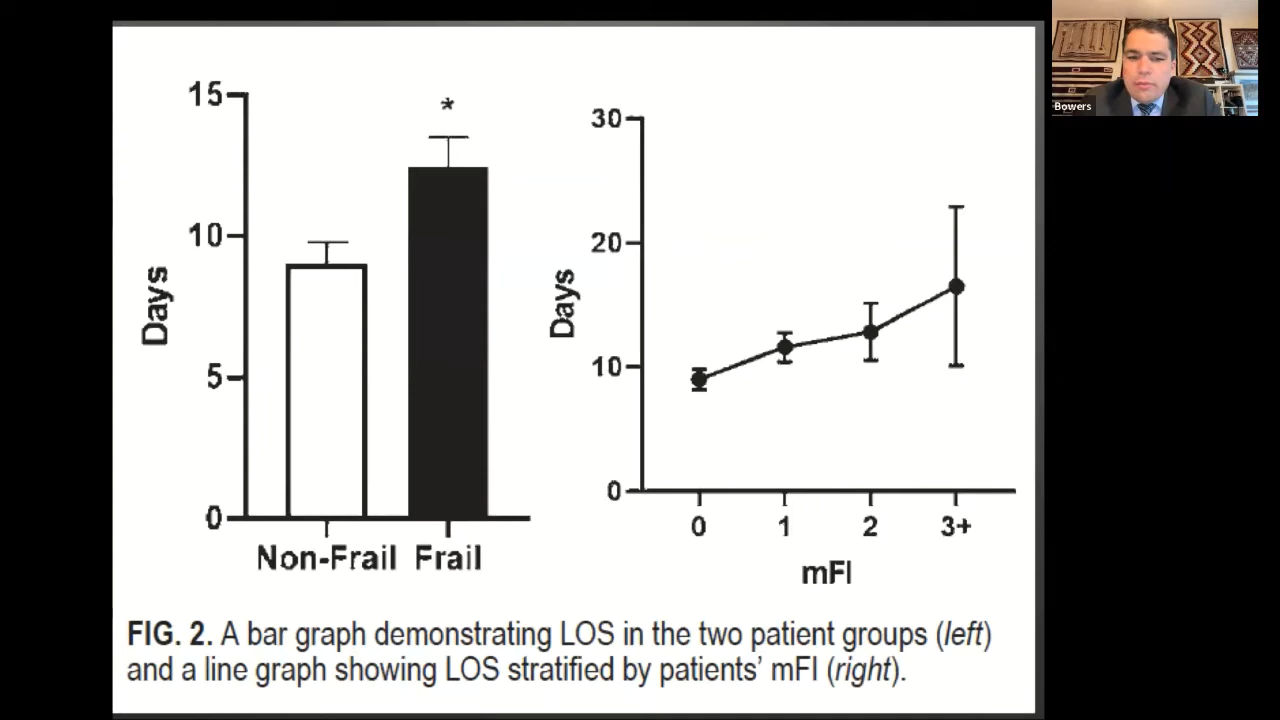 15
10
5
0
Days
*
Non-Frail Frail
30
20
10
0
Days
0 1 2 3+
mFI
FIG. 2. A bar graph demonstrating LOS in the two patient groups (left)
and a line graph showing LOS stratified by patients’ mFI (right).
Bowers